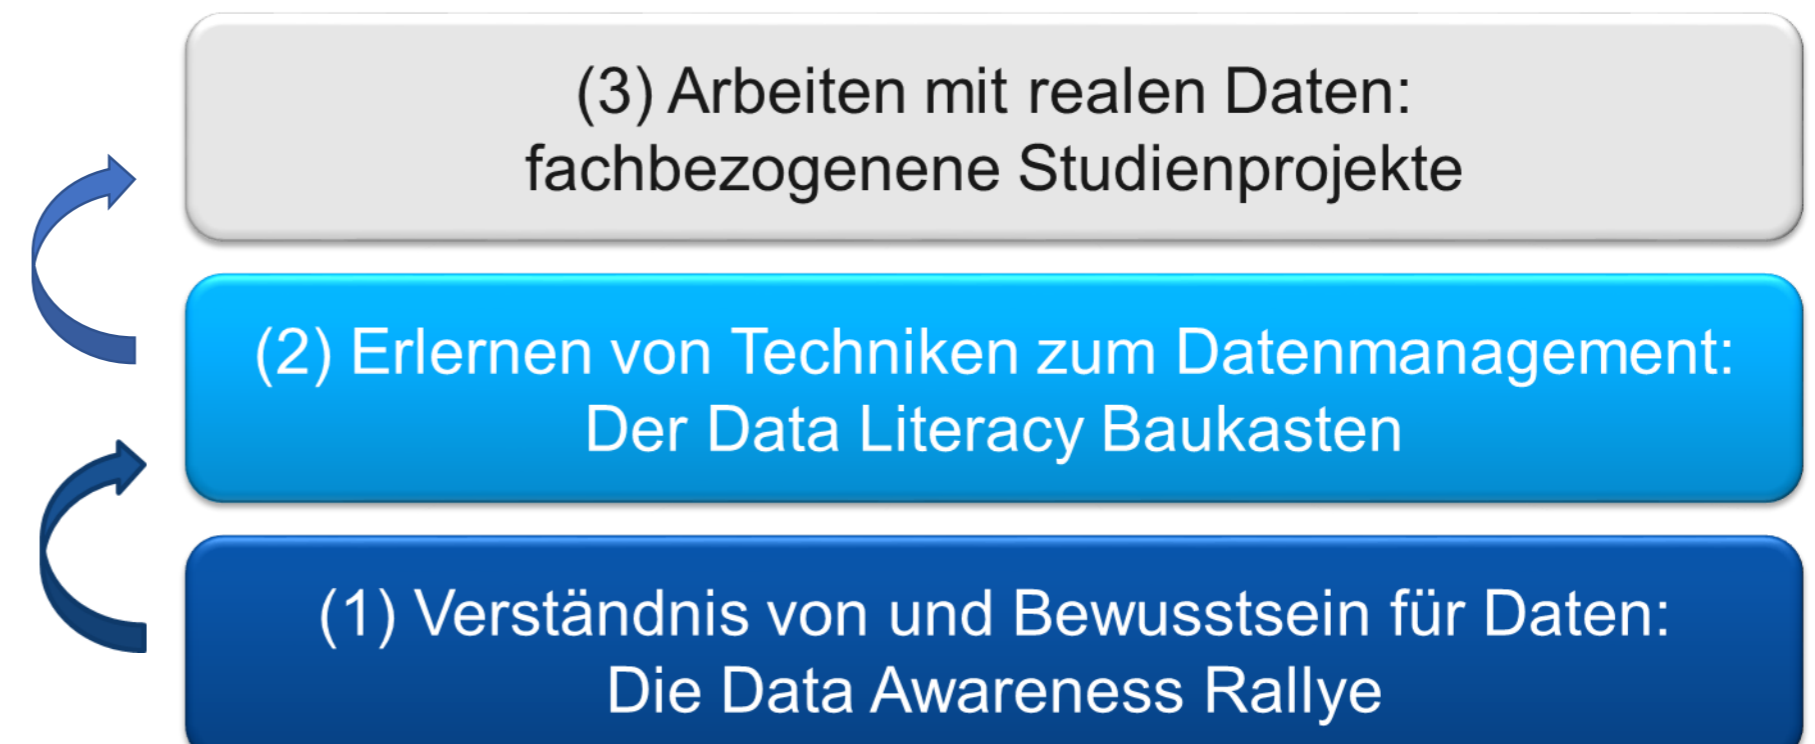 (3) Arbeiten mit realen Daten:
fachbezogenene Studienprojekte
(2) Erlernen von Techniken zum Datenmanagement:
Der Data Literacy Baukasten
(1) Verständnis von und Bewusstsein für Daten:
Die Data Awareness Rallye